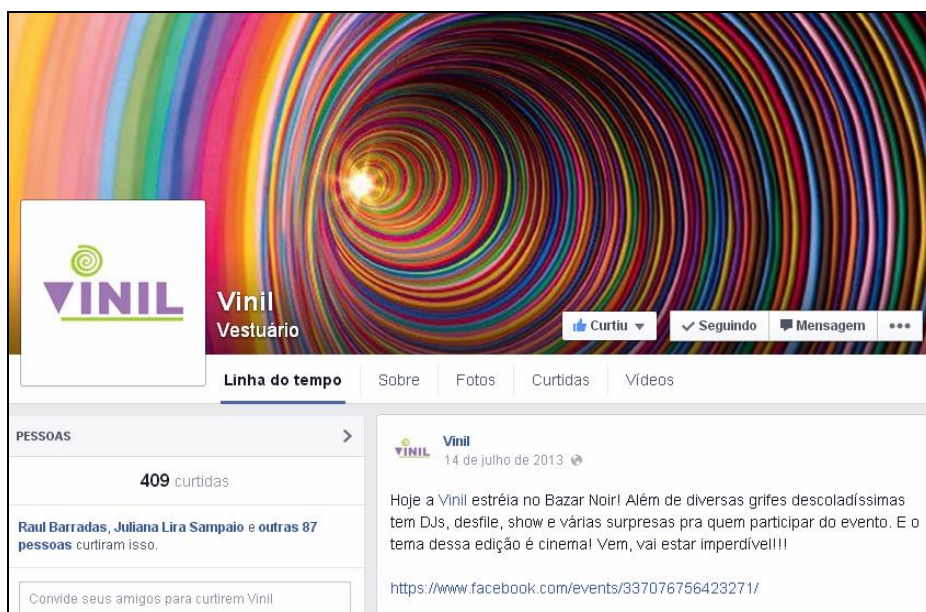 VINIL
Vinil
Vestuário
Curtiu
Seguindo
Mensagem
Linha do tempo
Sobre
Fotos
Curtidas
Vídeos
PESSOAS
409 curtidas
Raul Barradas, Juliana Lira Sampaio e outras 87
pessoas curtiram isso.
Convide seus amigos para curtirem Vinil
VINIL
Vinil
14 de julho de 2013
Hoje a Vinil estréia no Bazar Noir! Além de diversas grifes descoladíssimas
tem DJs, desfile, show e várias surpresas pra quem participar do evento. E o
tema dessa edição é cinema! Vem, vai estar imperdível!!!
https://www.facebook.com/events/337076756423271/